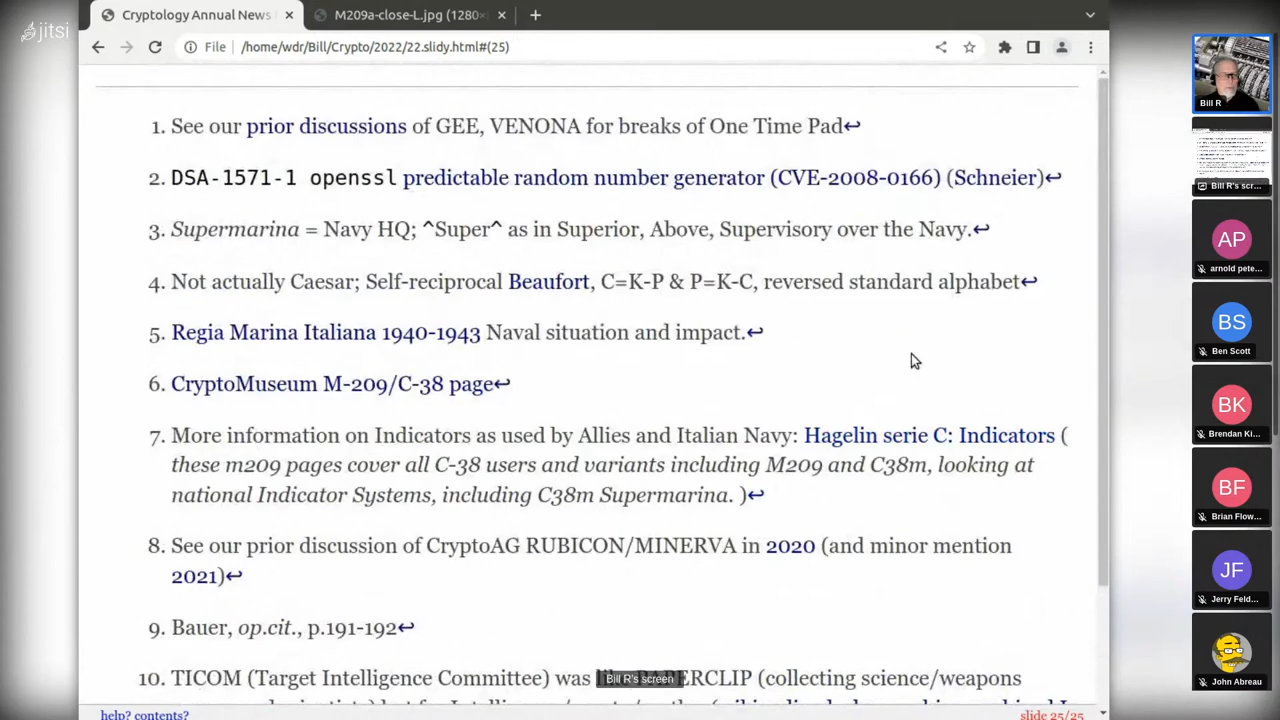 jitsi
Cryptology Annual News
M209a-close-L.jpg (1280×
File /home/wdr/Bill/Crypto/2022/22.slidy.html#(25)
1. See our prior discussions of GEE, VENONA for breaks of One Time Pad↩
2. DSA-1571-1 openssl predictable random number generator (CVE-2008-0166) (Schneier)↩
3. Supermarina = Navy HQ; ^Super^ as in Superior, Above, Supervisory over the Navy.↩
4. Not actually Caesar; Self-reciprocal Beaufort, C=K-P & P=K-C, reversed standard alphabet↩
5. Regia Marina Italiana 1940-1943 Naval situation and impact.↩
6. CryptoMuseum M-209/C-38 page↩
7. More information on Indicators as used by Allies and Italian Navy: Hagelin serie C: Indicators (
these m209 pages cover all C-38 users and variants including M209 and C38m, looking at
national Indicator Systems, including C38m Supermarina. )↩
8. See our prior discussion of CryptoAG RUBICON/MINERVA in 2020 (and minor mention
2021)↩
9. Bauer, op.cit., p.191-192↩
10. TICOM (Target Intelligence Committee) was PAPERCLIP (collecting science/weapons
Bill R's screen
help? contents?
slide 25/25
Bill R
Bill R's scr...
AP
arnold pete...
BS
Ben Scott
BK
Brendan Ki...
BF
Brian Flow...
JF
Jerry Feld...
John Abreau